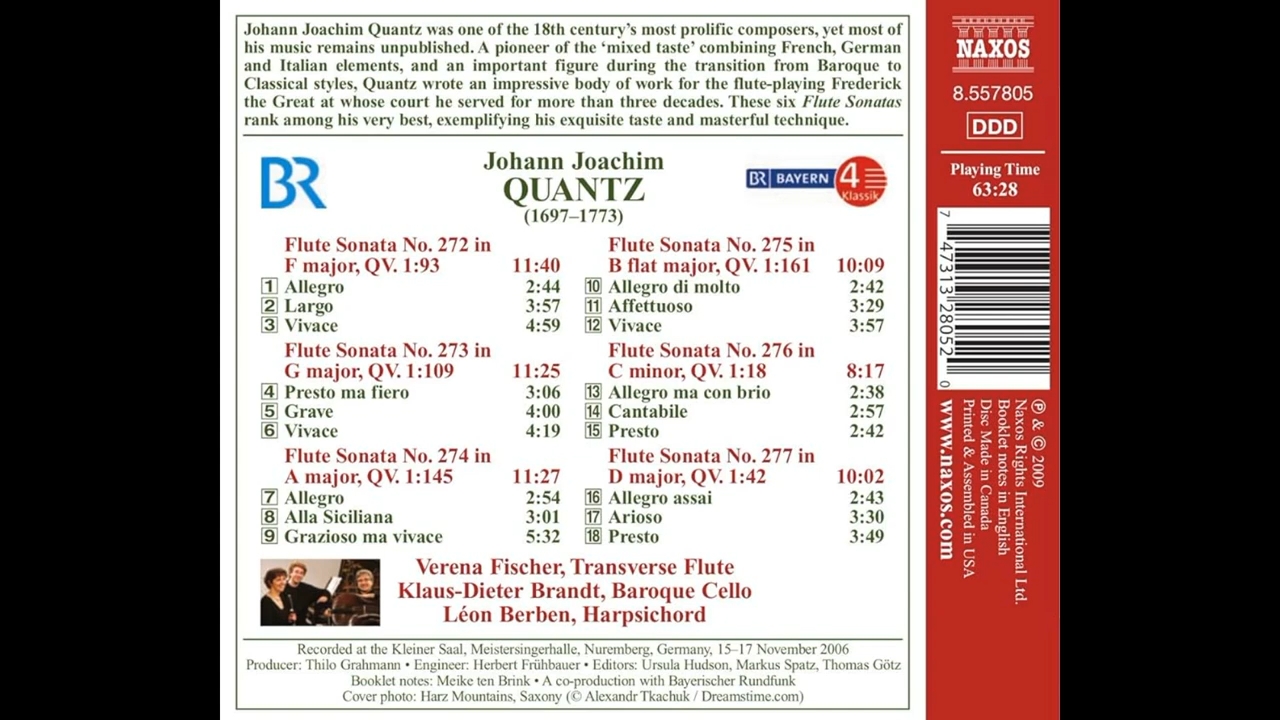 Johann Joachim Quantz was one of the 18th century's most prolific composers, yet most of
his music remains unpublished. A pioneer of the ‘mixed taste’ combining French, German
and Italian elements, and an important figure during the transition from Baroque to
Classical styles, Quantz wrote an impressive body of work for the flute-playing Frederick
the Great at whose court he served for more than three decades. These six Flute Sonatas
rank among his very best, exemplifying his exquisite taste and masterful technique.
BR
Johann Joachim
QUANTZ
(1697–1773)
BR BAYERN 4 Klassik
Flute Sonata No. 272 in
F major, QV. 1:93 11:40
1 Allegro 2:44
2 Largo 3:57
3 Vivace 4:59
Flute Sonata No. 273 in
G major, QV. 1:109 11:25
4 Presto ma fiero 3:06
5 Grave 4:00
6 Vivace 4:19
Flute Sonata No. 274 in
A major, QV. 1:145 11:27
7 Allegro 2:54
8 Alla Siciliana 3:01
9 Grazioso ma vivace 5:32
Flute Sonata No. 275 in
B flat major, QV. 1:161 10:09
10 Allegro di molto 2:42
11 Affettuoso 3:29
12 Vivace 3:57
Flute Sonata No. 276 in
C minor, QV. 1:18 8:17
13 Allegro ma con brio 2:38
14 Cantabile 2:57
15 Presto 2:42
Flute Sonata No. 277 in
D major, QV. 1:42 10:02
16 Allegro assai 2:43
17 Arioso 3:30
18 Presto 3:49
Verena Fischer, Transverse Flute
Klaus-Dieter Brandt, Baroque Cello
Léon Berben, Harpsichord
Recorded at the Kleiner Saal, Meistersingerhalle, Nuremberg, Germany, 15–17 November 2006
Producer: Thilo Grahmann • Engineer: Herbert Frühbauer • Editors: Ursula Hudson, Markus Spatz, Thomas Götz
Booklet notes: Meike ten Brink • A co-production with Bayerischer Rundfunk
Cover photo: Harz Mountains, Saxony (© Alexandr Tkachuk / Dreamstime.com)
NAXOS
8.557805
DDD
Playing Time
63:28
7 47313 28052 0
℗ & © 2009
Naxos Rights International Ltd.
Booklet notes in English
Disc Made in Canada
Printed & Assembled in USA
www.naxos.com